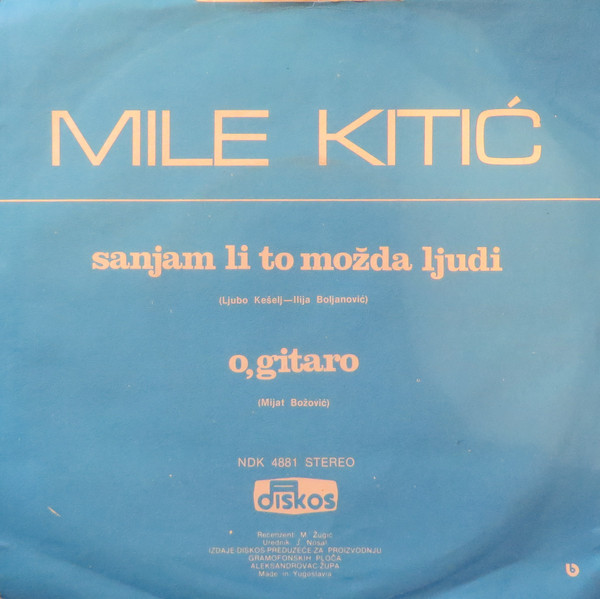 MILE KITIĆ
sanjam li to možda ljudi
(Ljubo Kešelj—Ilija Boljanović)
o, gitaro
(Mijat Božović)
NDK 4881 STEREO
diskos
Recenzent M. Žugić
Urednik J. Nosal
IZDAJE:DISKOS-PREDUZEĆE ZA PROIZVODNJU
GRAMOFONSKIH PLOČA
ALEKSANDROVAC-ŽUPA
Made in Yugoslavia
b